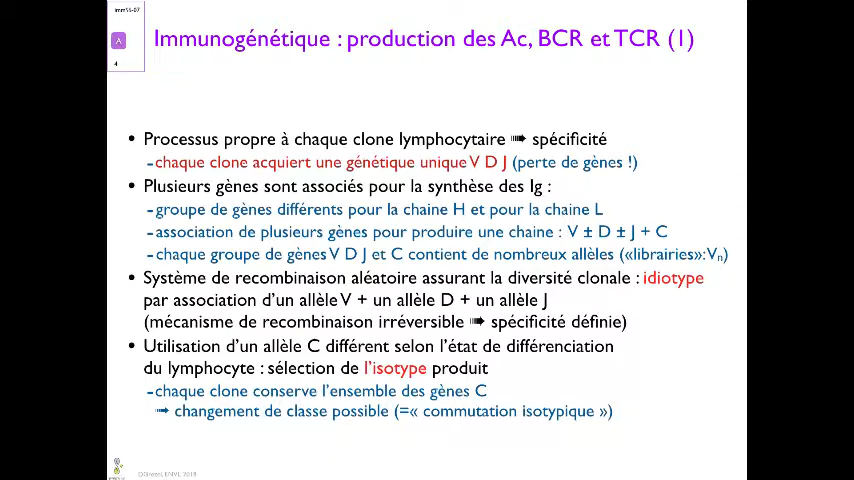 imm5S-07
A
4
Immunogénétique : production des Ac, BCR et TCR (1)
• Processus propre à chaque clone lymphocytaire ➠ spécificité
-chaque clone acquiert une génétique unique V D J (perte de gènes !)
• Plusieurs gènes sont associés pour la synthèse des Ig :
-groupe de gènes différents pour la chaine H et pour la chaine L
-association de plusieurs gènes pour produire une chaine : V ± D ± J + C
-chaque groupe de gènes V D J et C contient de nombreux allèles («librairies»: Vn)
• Système de recombinaison aléatoire assurant la diversité clonale : idiotype
par association d'un allèle V + un allèle D + un allèle J
(mécanisme de recombinaison irréversible ➠ spécificité définie)
• Utilisation d'un allèle C différent selon l'état de différenciation
du lymphocyte : sélection de l'isotype produit
-chaque clone conserve l'ensemble des gènes C
➟ changement de classe possible (=« commutation isotypique »)
ENVL 2018